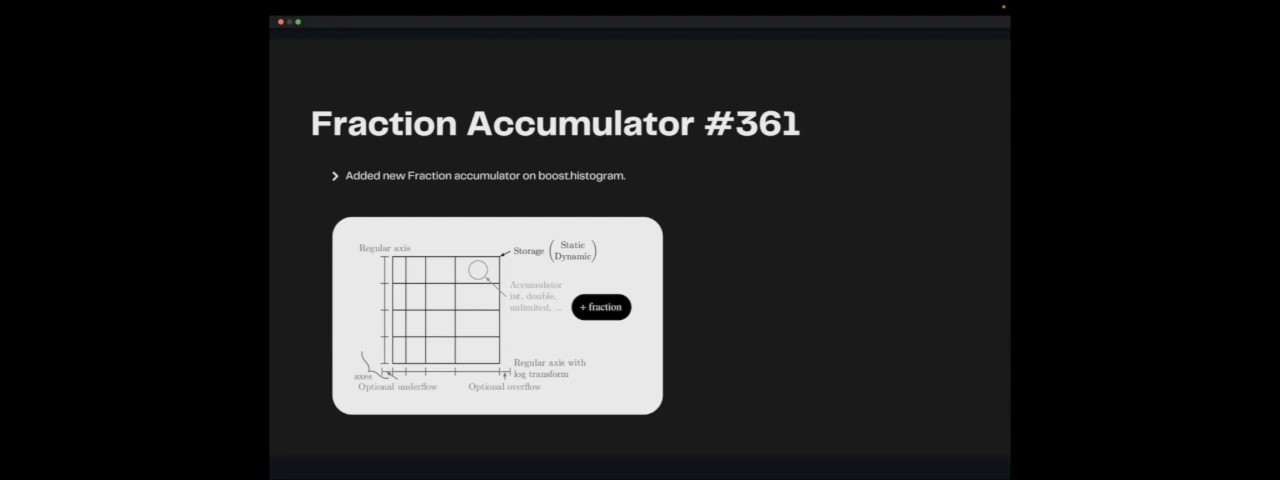 Fraction Accumulator #361
Added new Fraction accumulator on boost.histogram.
Regular axis
Storage (Static Dynamic)
Accumulator
int, double,
unlimited, ...
+ fraction
Regular axis with
log transform
axes
Optional underflow
Optional overflow